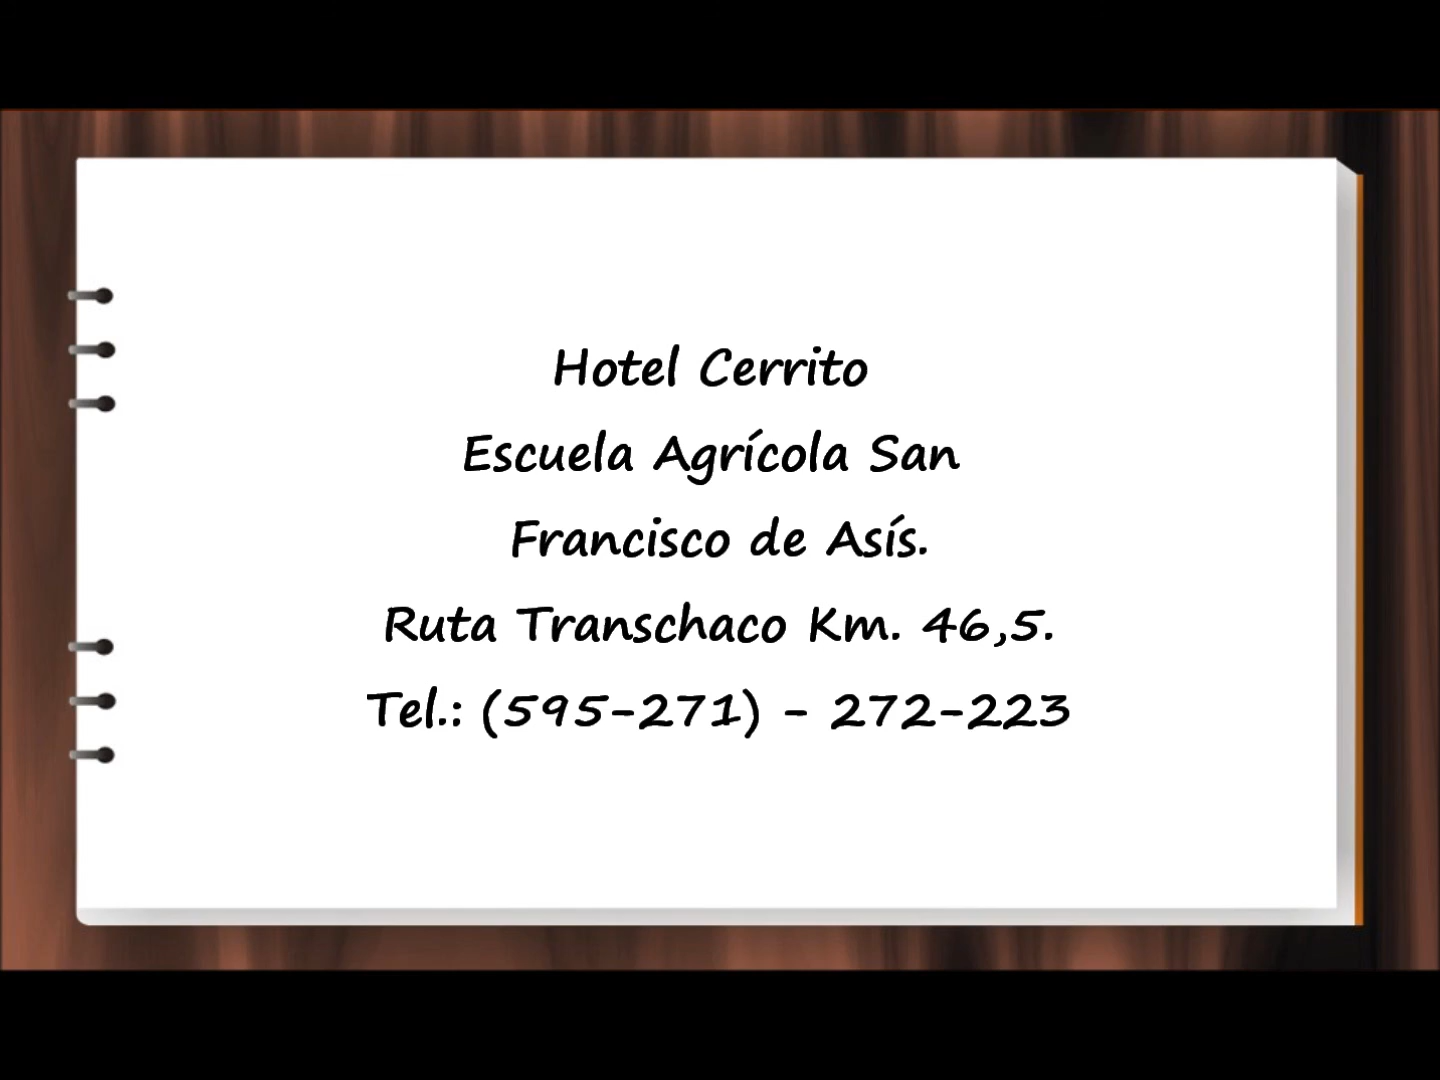 Hotel Cerrito
Escuela Agrícola San
Francisco de Asís.
Ruta Transchaco Km. 46,5.
Tel.: (595-271) - 272-223